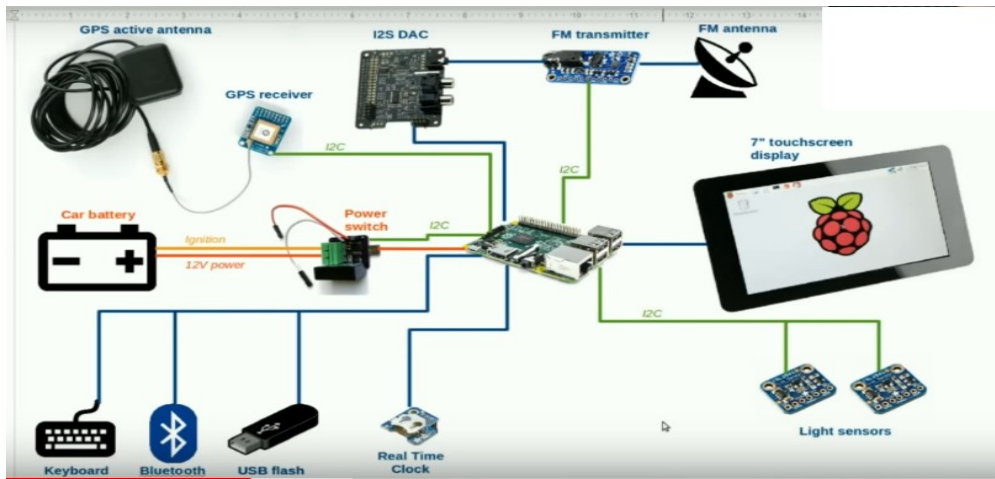 GPS active antenna
I2S DAC
FM transmitter
FM antenna
GPS receiver
I2C
I2C
7" touchscreen
display
Car battery
Power
switch
I2C
Ignition
12V power
I2C
Keyboard
Bluetooth
USB flash
Real Time
Clock
Light sensors